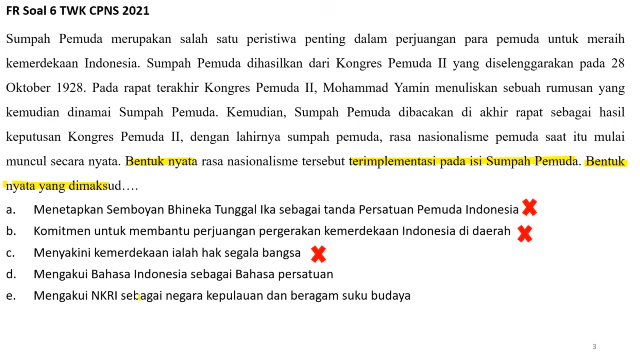 FR Soal 6 TWK CPNS 2021
Sumpah Pemuda merupakan salah satu peristiwa penting dalam perjuangan para pemuda untuk meraih
kemerdekaan Indonesia. Sumpah Pemuda dihasilkan dari Kongres Pemuda II yang diselenggarakan pada 28
Oktober 1928. Pada rapat terakhir Kongres Pemuda II, Mohammad Yamin menuliskan sebuah rumusan yang
kemudian dinamai Sumpah Pemuda. Kemudian, Sumpah Pemuda dibacakan di akhir rapat sebagai hasil
keputusan Kongres Pemuda II, dengan lahirnya sumpah pemuda, rasa nasionalisme pemuda saat itu mulai
muncul secara nyata. Bentuk nyata rasa nasionalisme tersebut terimplementasi pada isi Sumpah Pemuda. Bentuk
nyata yang dimaksud….
a. Menetapkan Semboyan Bhineka Tunggal Ika sebagai tanda Persatuan Pemuda Indonesia
b. Komitmen untuk membantu perjuangan pergerakan kemerdekaan Indonesia di daerah
c. Menyakini kemerdekaan ialah hak segala bangsa
d. Mengakui Bahasa Indonesia sebagai Bahasa persatuan
e. Mengakui NKRI sebagai negara kepulauan dan beragam suku budaya
3